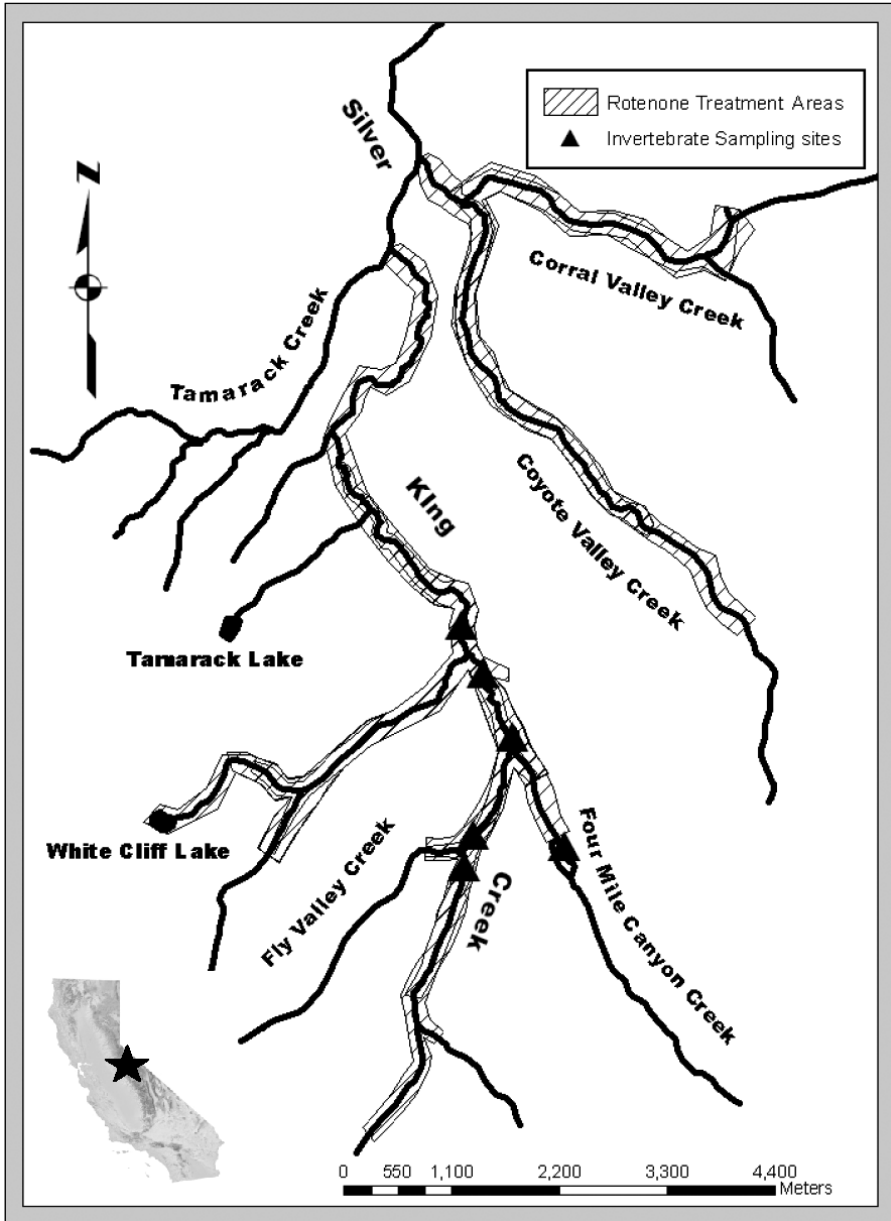 Rotenone Treatment Areas
Invertebrate Sampling sites
Silver
N
Corral Valley Creek
Tamarack Creek
KIng
Coyote Valley Creek
Tamarack Lake
White Cliff Lake
Fly Valley Creek
Creek
Four Mile Canyon Creek
0 550 1,100 2,200 3,300 4,400
Meters